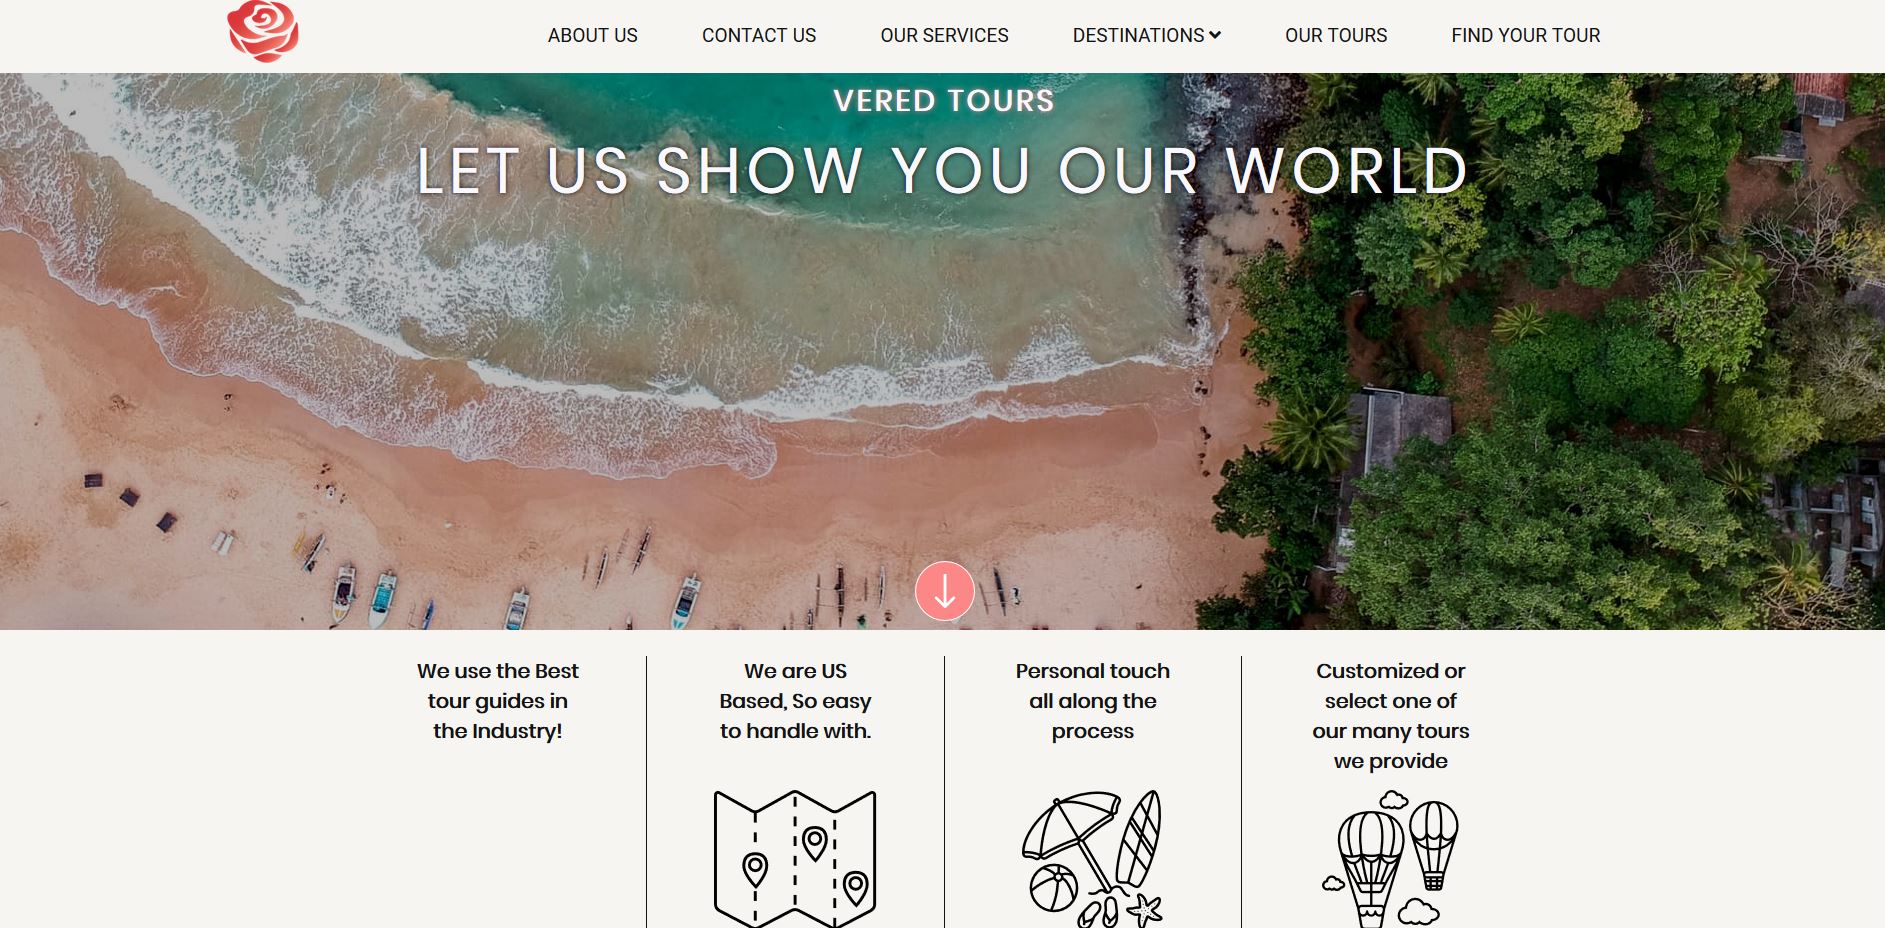 ABOUT US
CONTACT US
OUR SERVICES
DESTINATIONS
OUR TOURS
FIND YOUR TOUR
VERED TOURS
LET US SHOW YOU OUR WORLD
We use the Best
tour guides in
the Industry!
We are US
Based, So easy
to handle with.
Personal touch
all along the
process
Customized or
select one of
our many tours
we provide